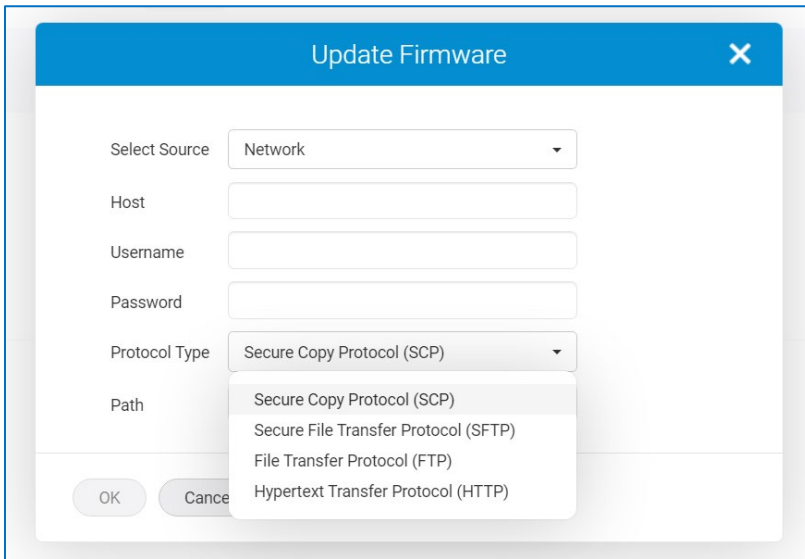 Update Firmware
Select Source Network
Host
Username
Password
Protocol Type Secure Copy Protocol (SCP)
Path
Secure Copy Protocol (SCP)
Secure File Transfer Protocol (SFTP)
File Transfer Protocol (FTP)
Hypertext Transfer Protocol (HTTP)
OK Cance